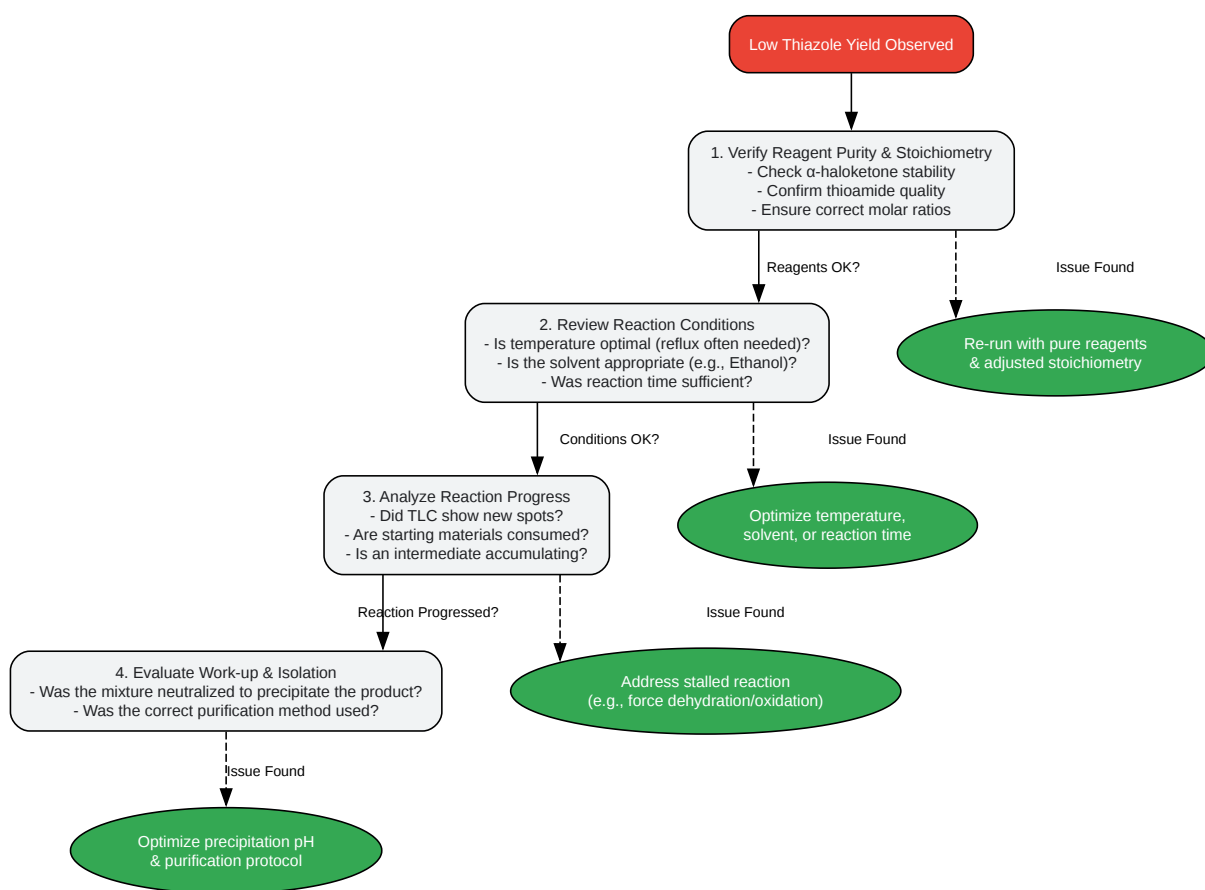 Low Thiazole Yield Observed
1. Verify Reagent Purity & Stoichiometry
- Check α-haloketone stability
- Confirm thioamide quality
- Ensure correct molar ratios
Reagents OK?
Issue Found
2. Review Reaction Conditions
- Is temperature optimal (reflux often needed)?
- Is the solvent appropriate (e.g., Ethanol)?
- Was reaction time sufficient?
Re-run with pure reagents
& adjusted stoichiometry
Conditions OK?
Issue Found
3. Analyze Reaction Progress
- Did TLC show new spots?
- Are starting materials consumed?
- Is an intermediate accumulating?
Optimize temperature,
solvent, or reaction time
Reaction Progressed?
Issue Found
4. Evaluate Work-up & Isolation
- Was the mixture neutralized to precipitate the product?
- Was the correct purification method used?
Address stalled reaction
(e.g., force dehydration/oxidation)
Issue Found
Optimize precipitation pH
& purification protocol